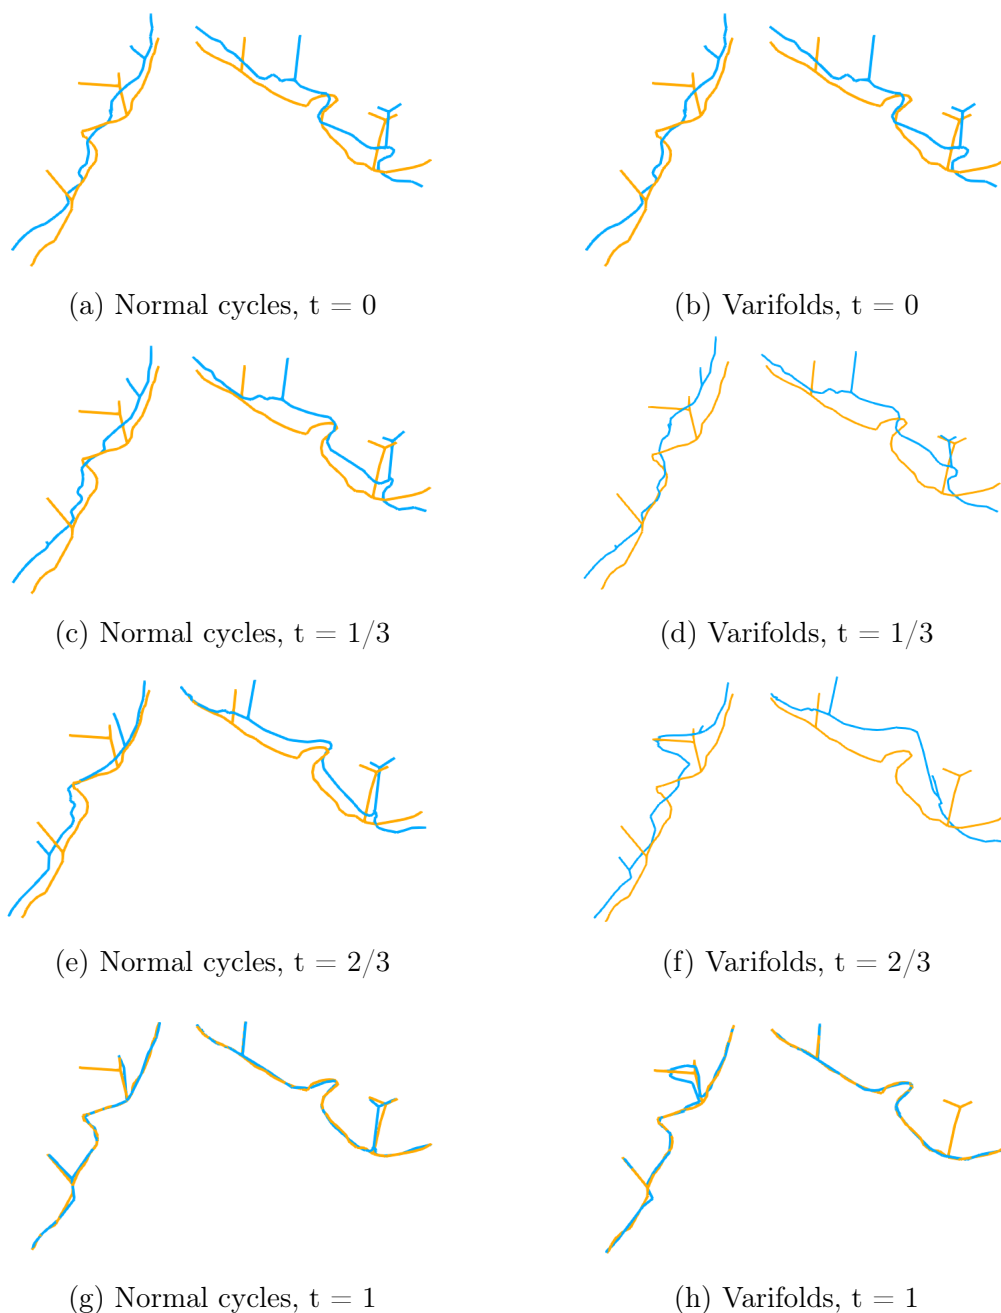 (a) Normal cycles, t = 0
(b) Varifolds, t = 0
(c) Normal cycles, t = 1/3
(d) Varifolds, t = 1/3
(e) Normal cycles, t = 2/3
(f) Varifolds, t = 2/3
(g) Normal cycles, t = 1
(h) Varifolds, t = 1